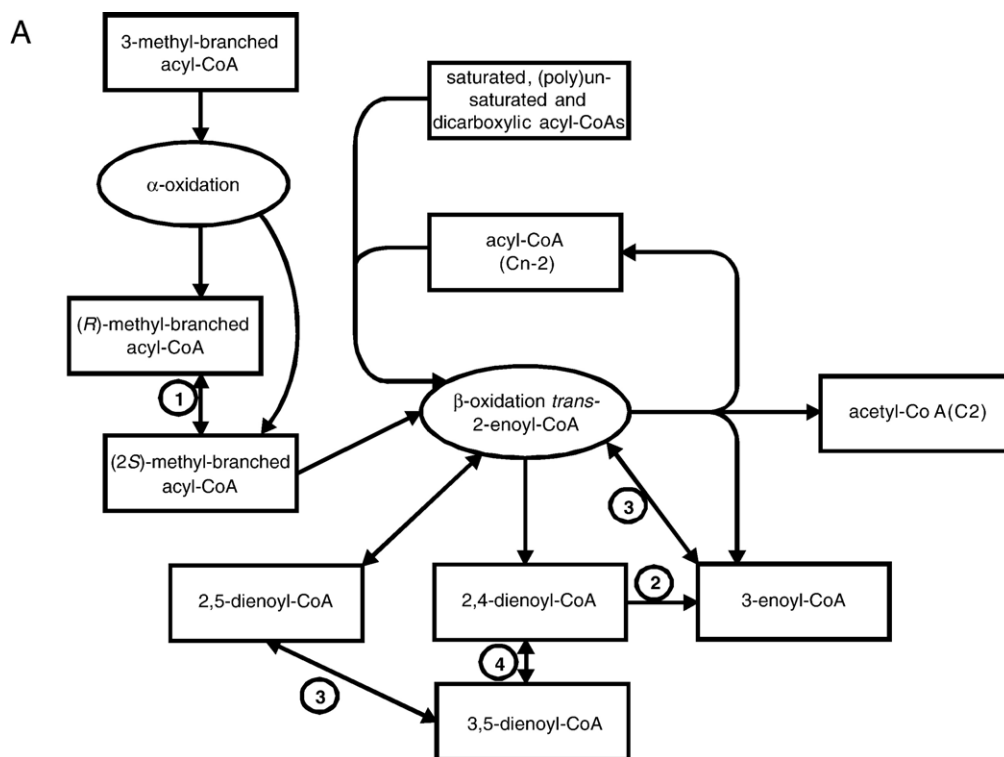 A
3-methyl-branched
acyl-CoA
saturated, (poly)un-
saturated and
dicarboxylic acyl-CoAs
α-oxidation
acyl-CoA
(Cn-2)
(R)-methyl-branched
acyl-CoA
1
β-oxidation trans-
2-enoyl-CoA
acetyl-Co A(C2)
(2S)-methyl-branched
acyl-CoA
3
2,5-dienoyl-CoA
2,4-dienoyl-CoA
2
3-enoyl-CoA
4
3
3,5-dienoyl-CoA